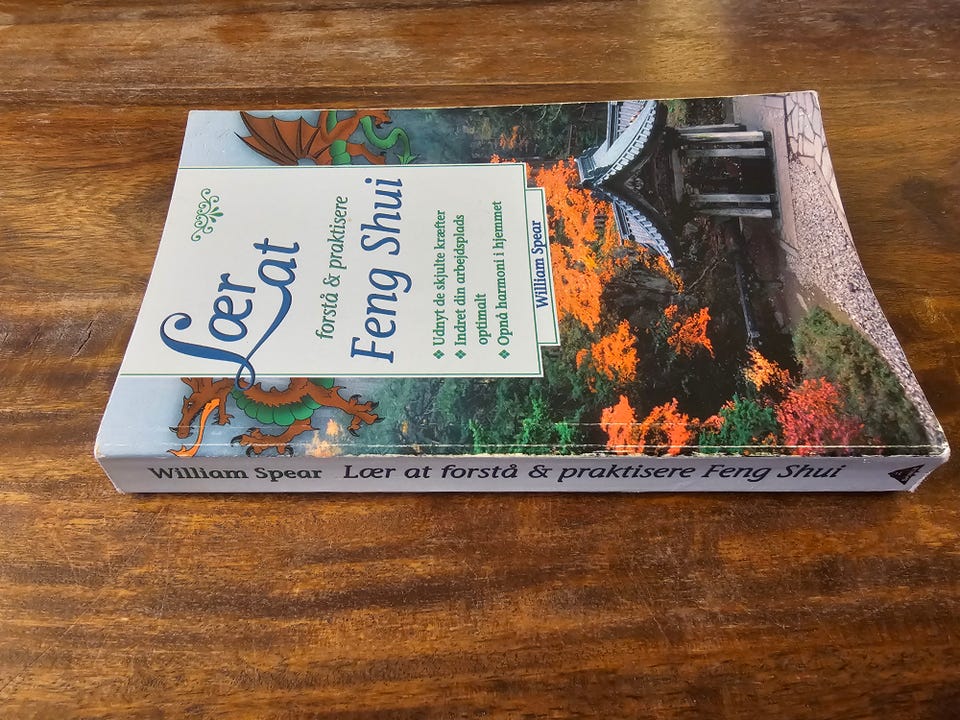 Lær
at
forstå & praktisere
Feng Shui
❖ Udnyt de skjulte kræfter
❖ Indret din arbejdsplads
optimalt
❖ Opnå harmoni i hjemmet
William Spear
William Spear Lær at forstå & praktisere Feng Shui